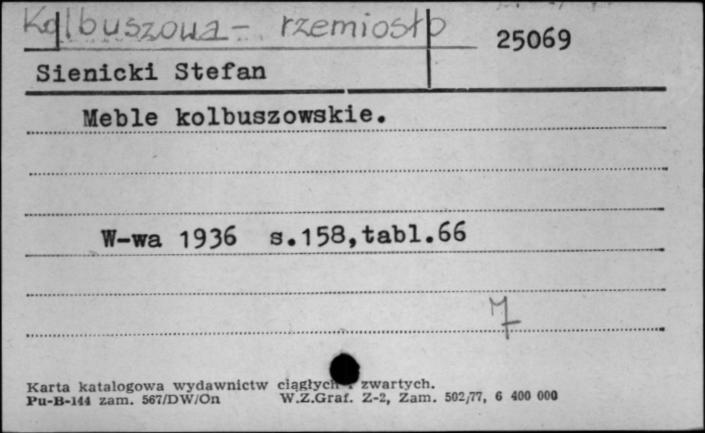 Kolbuszowa - rzemiosło
25069
Sienicki Stefan
Meble kolbuszowskie.
W-wa 1936 s.158,tabl.66
M
Karta katalogowa wydawnictw ciągłych i zwartych.
Pu-B-144 zam. 567/DW/On W.Z.Graf. Z-2, Zam. 502/77, 6 400 000